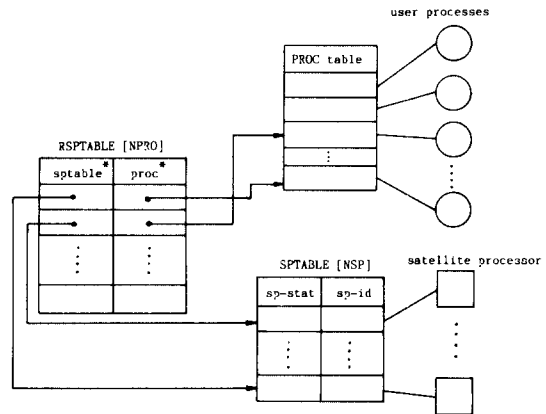 user processes
PROC table
RSPTABLE [NPRO]
sptable* proc*
SPTABLE [NSP]
satellite processor
sp-stat sp-id